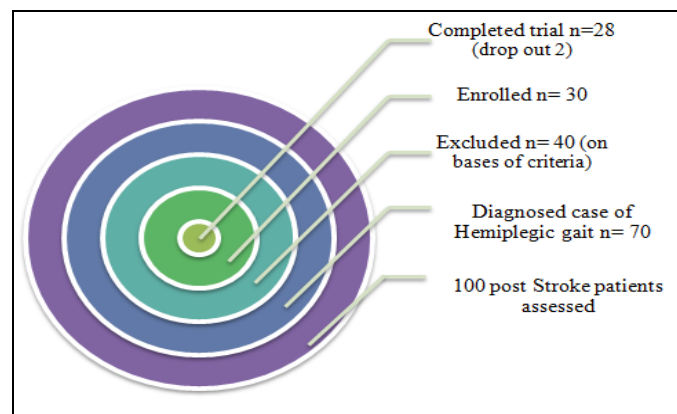 Completed trial n=28
(drop out 2)
Enrolled n= 30
Excluded n= 40 (on
bases of criteria)
Diagnosed case of
Hemiplegic gait n= 70
100 post Stroke patients
assessed